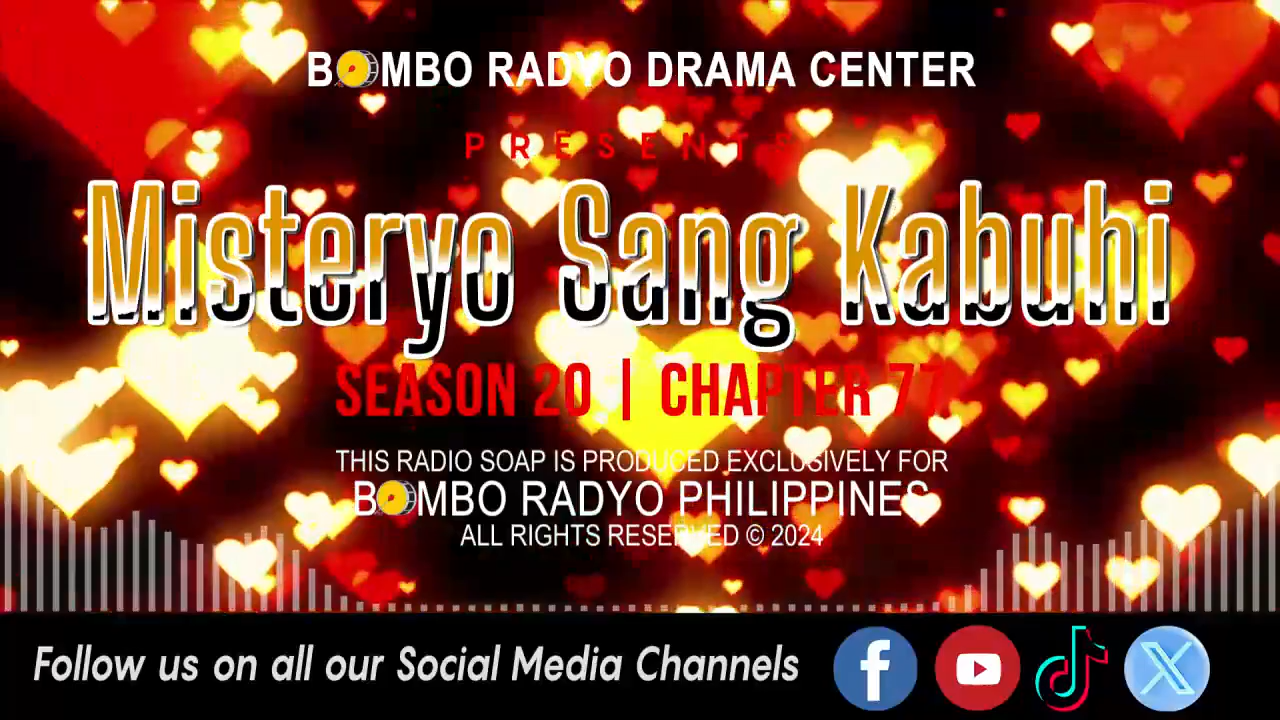 BOMBO RADYO DRAMA CENTER
PRESENTS
Misteryo Sang Kabuhi
SEASON 20 | CHAPTER 77
THIS RADIO SOAP IS PRODUCED EXCLUSIVELY FOR
BOMBO RADYO PHILIPPINES
ALL RIGHTS RESERVED © 2024
Follow us on all our Social Media Channels